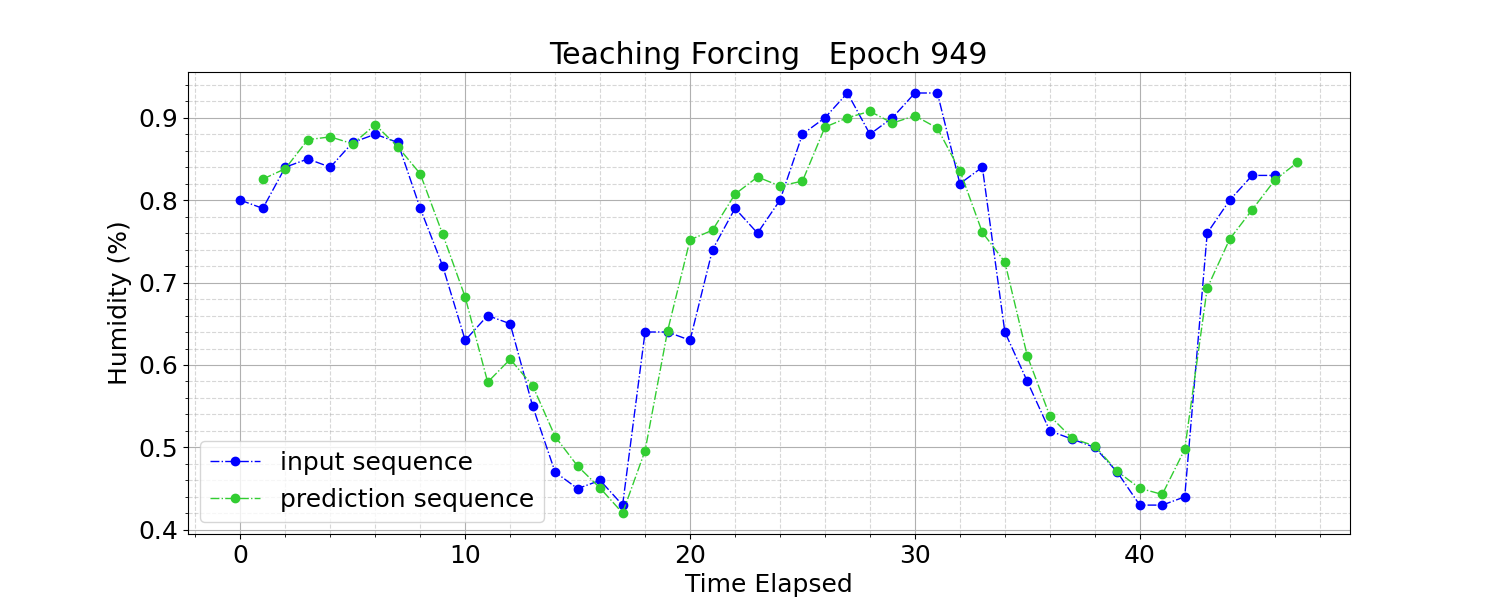 Teaching Forcing   Epoch 949
Humidity (%)
0.9
0.8
0.7
0.6
0.5
0.4
input sequence
prediction sequence
0 10 20 30 40
Time Elapsed